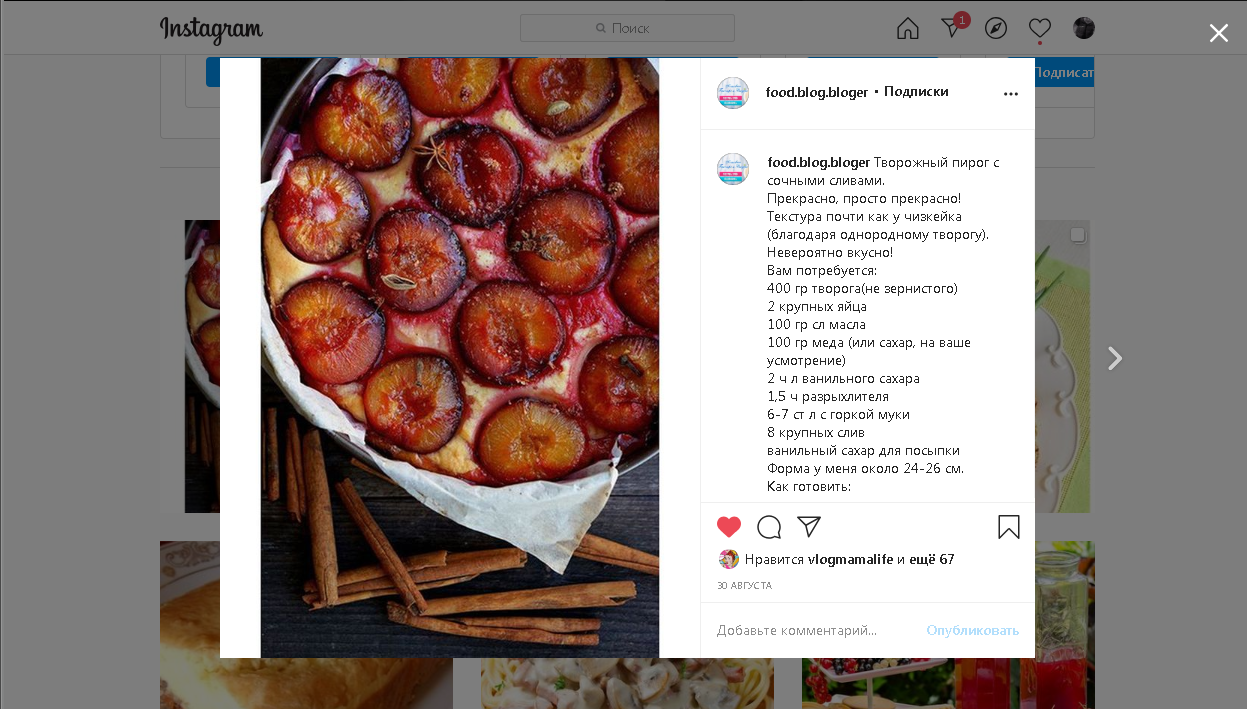 Instagram
Поиск
1
Подписат
food.blog.bloger • Подписки
food.blog.bloger Творожный пирог с
сочными сливами.
Прекрасно, просто прекрасно!
Текстура почти как у чизкейка
(благодаря однородному творогу).
Невероятно вкусно!
Вам потребуется:
400 гр творога(не зернистого)
2 крупных яйца
100 гр сл масла
100 гр меда (или сахар, на ваше
усмотрение)
2 ч л ванильного сахара
1,5 ч разрыхлителя
6-7 ст л с горкой муки
8 крупных слив
ванильный сахар для посыпки
Форма у меня около 24-26 см.
Как готовить:
Нравится vlogmamalife и ещё 67
30 АВГУСТА
Добавьте комментарий...
Опубликовать